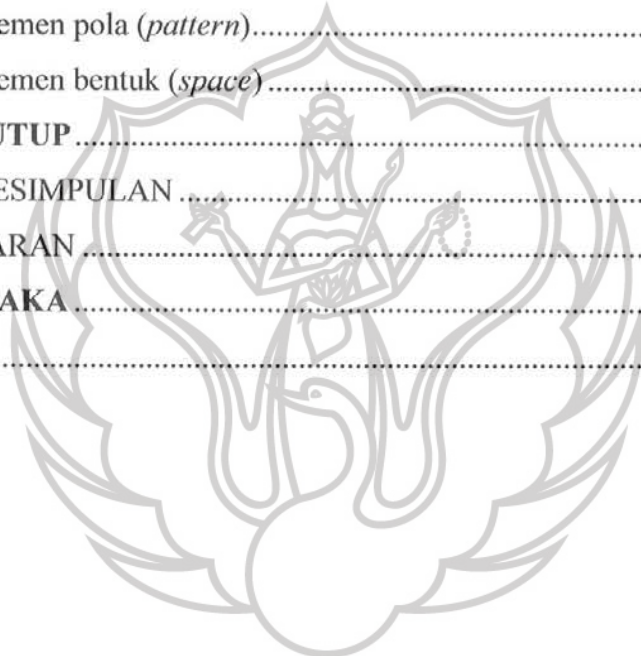 emen pola (pattern)
emen bentuk (space)
UTUP
ESIMPULAN
ARAN
AKA